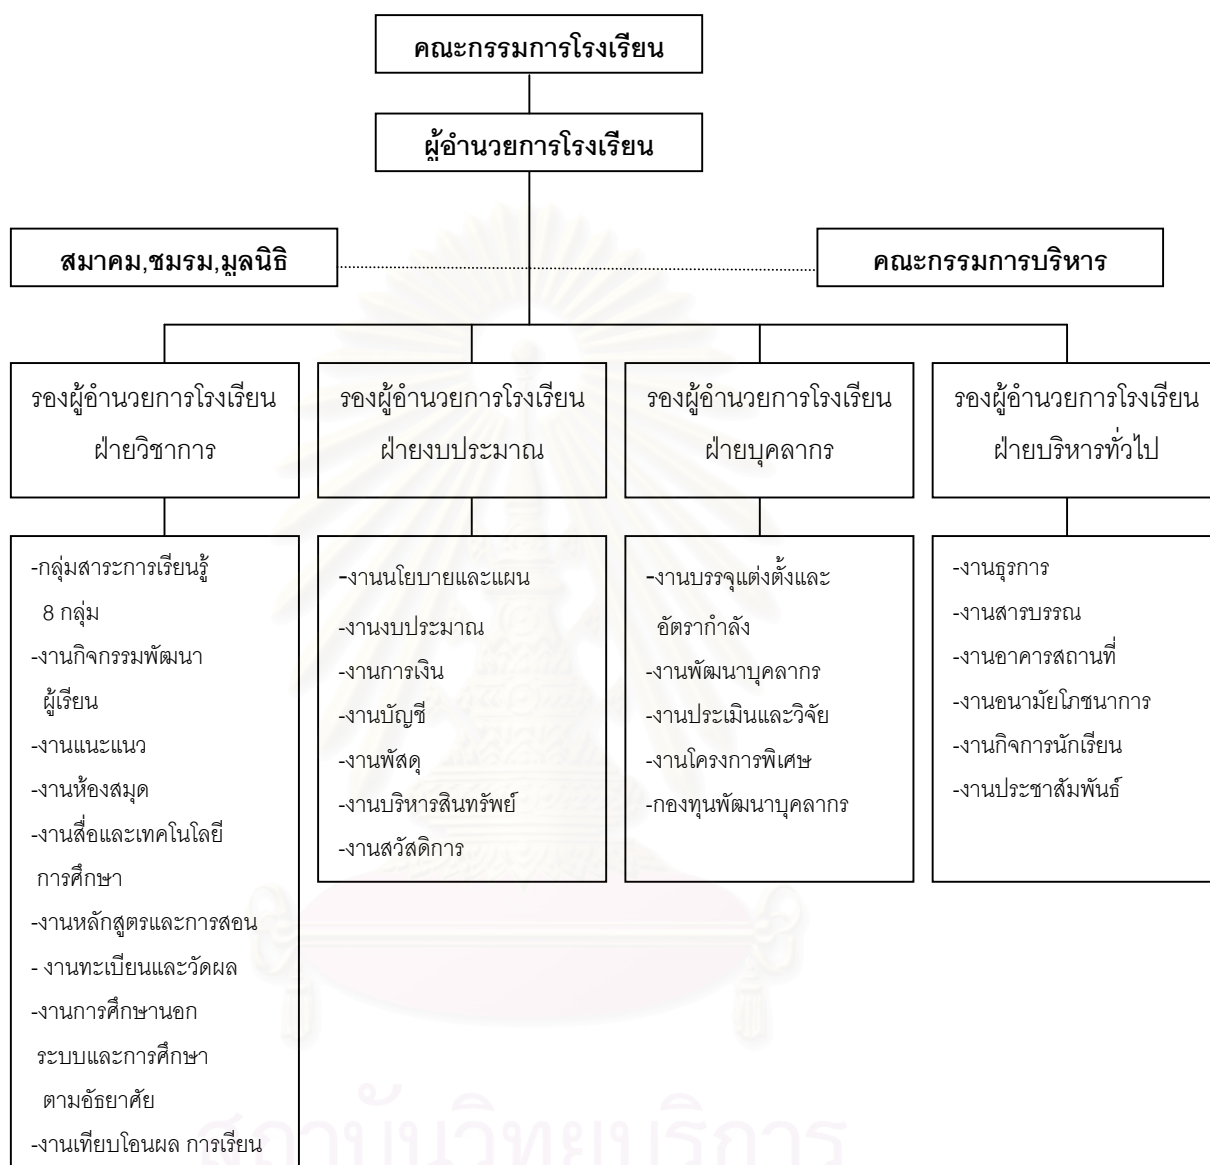 คณะกรรมการโรงเรียน
ผู้อำนวยการโรงเรียน
สมาคม,ชมรม,มูลนิธิ
คณะกรรมการบริหาร
รองผู้อำนวยการโรงเรียน
ฝ่ายวิชาการ
รองผู้อำนวยการโรงเรียน
ฝ่ายงบประมาณ
รองผู้อำนวยการโรงเรียน
ฝ่ายบุคลากร
รองผู้อำนวยการโรงเรียน
ฝ่ายบริหารทั่วไป
-กลุ่มสาระการเรียนรู้
8 กลุ่ม
-งานกิจกรรมพัฒนา
ผู้เรียน
-งานแนะแนว
-งานห้องสมุด
-งานสื่อและเทคโนโลยี
การศึกษา
-งานหลักสูตรและการสอน
- งานทะเบียนและวัดผล
-งานการศึกษานอก
ระบบและการศึกษา
ตามอัธยาศัย
-งานเทียบโอนผล การเรียน
-งานนโยบายและแผน
-งานงบประมาณ
-งานการเงิน
-งานบัญชี
-งานพัสดุ
-งานบริหารสินทรัพย์
-งานสวัสดิการ
-งานบรรจุแต่งตั้งและ
อัตรากำลัง
-งานพัฒนาบุคลากร
-งานประเมินและวิจัย
-งานโครงการพิเศษ
-กองทุนพัฒนาบุคลากร
-งานธุรการ
-งานสารบรรณ
-งานอาคารสถานที่
-งานอนามัยโภชนาการ
-งานกิจการนักเรียน
-งานประชาสัมพันธ์
สถาบันวิทยบริการ